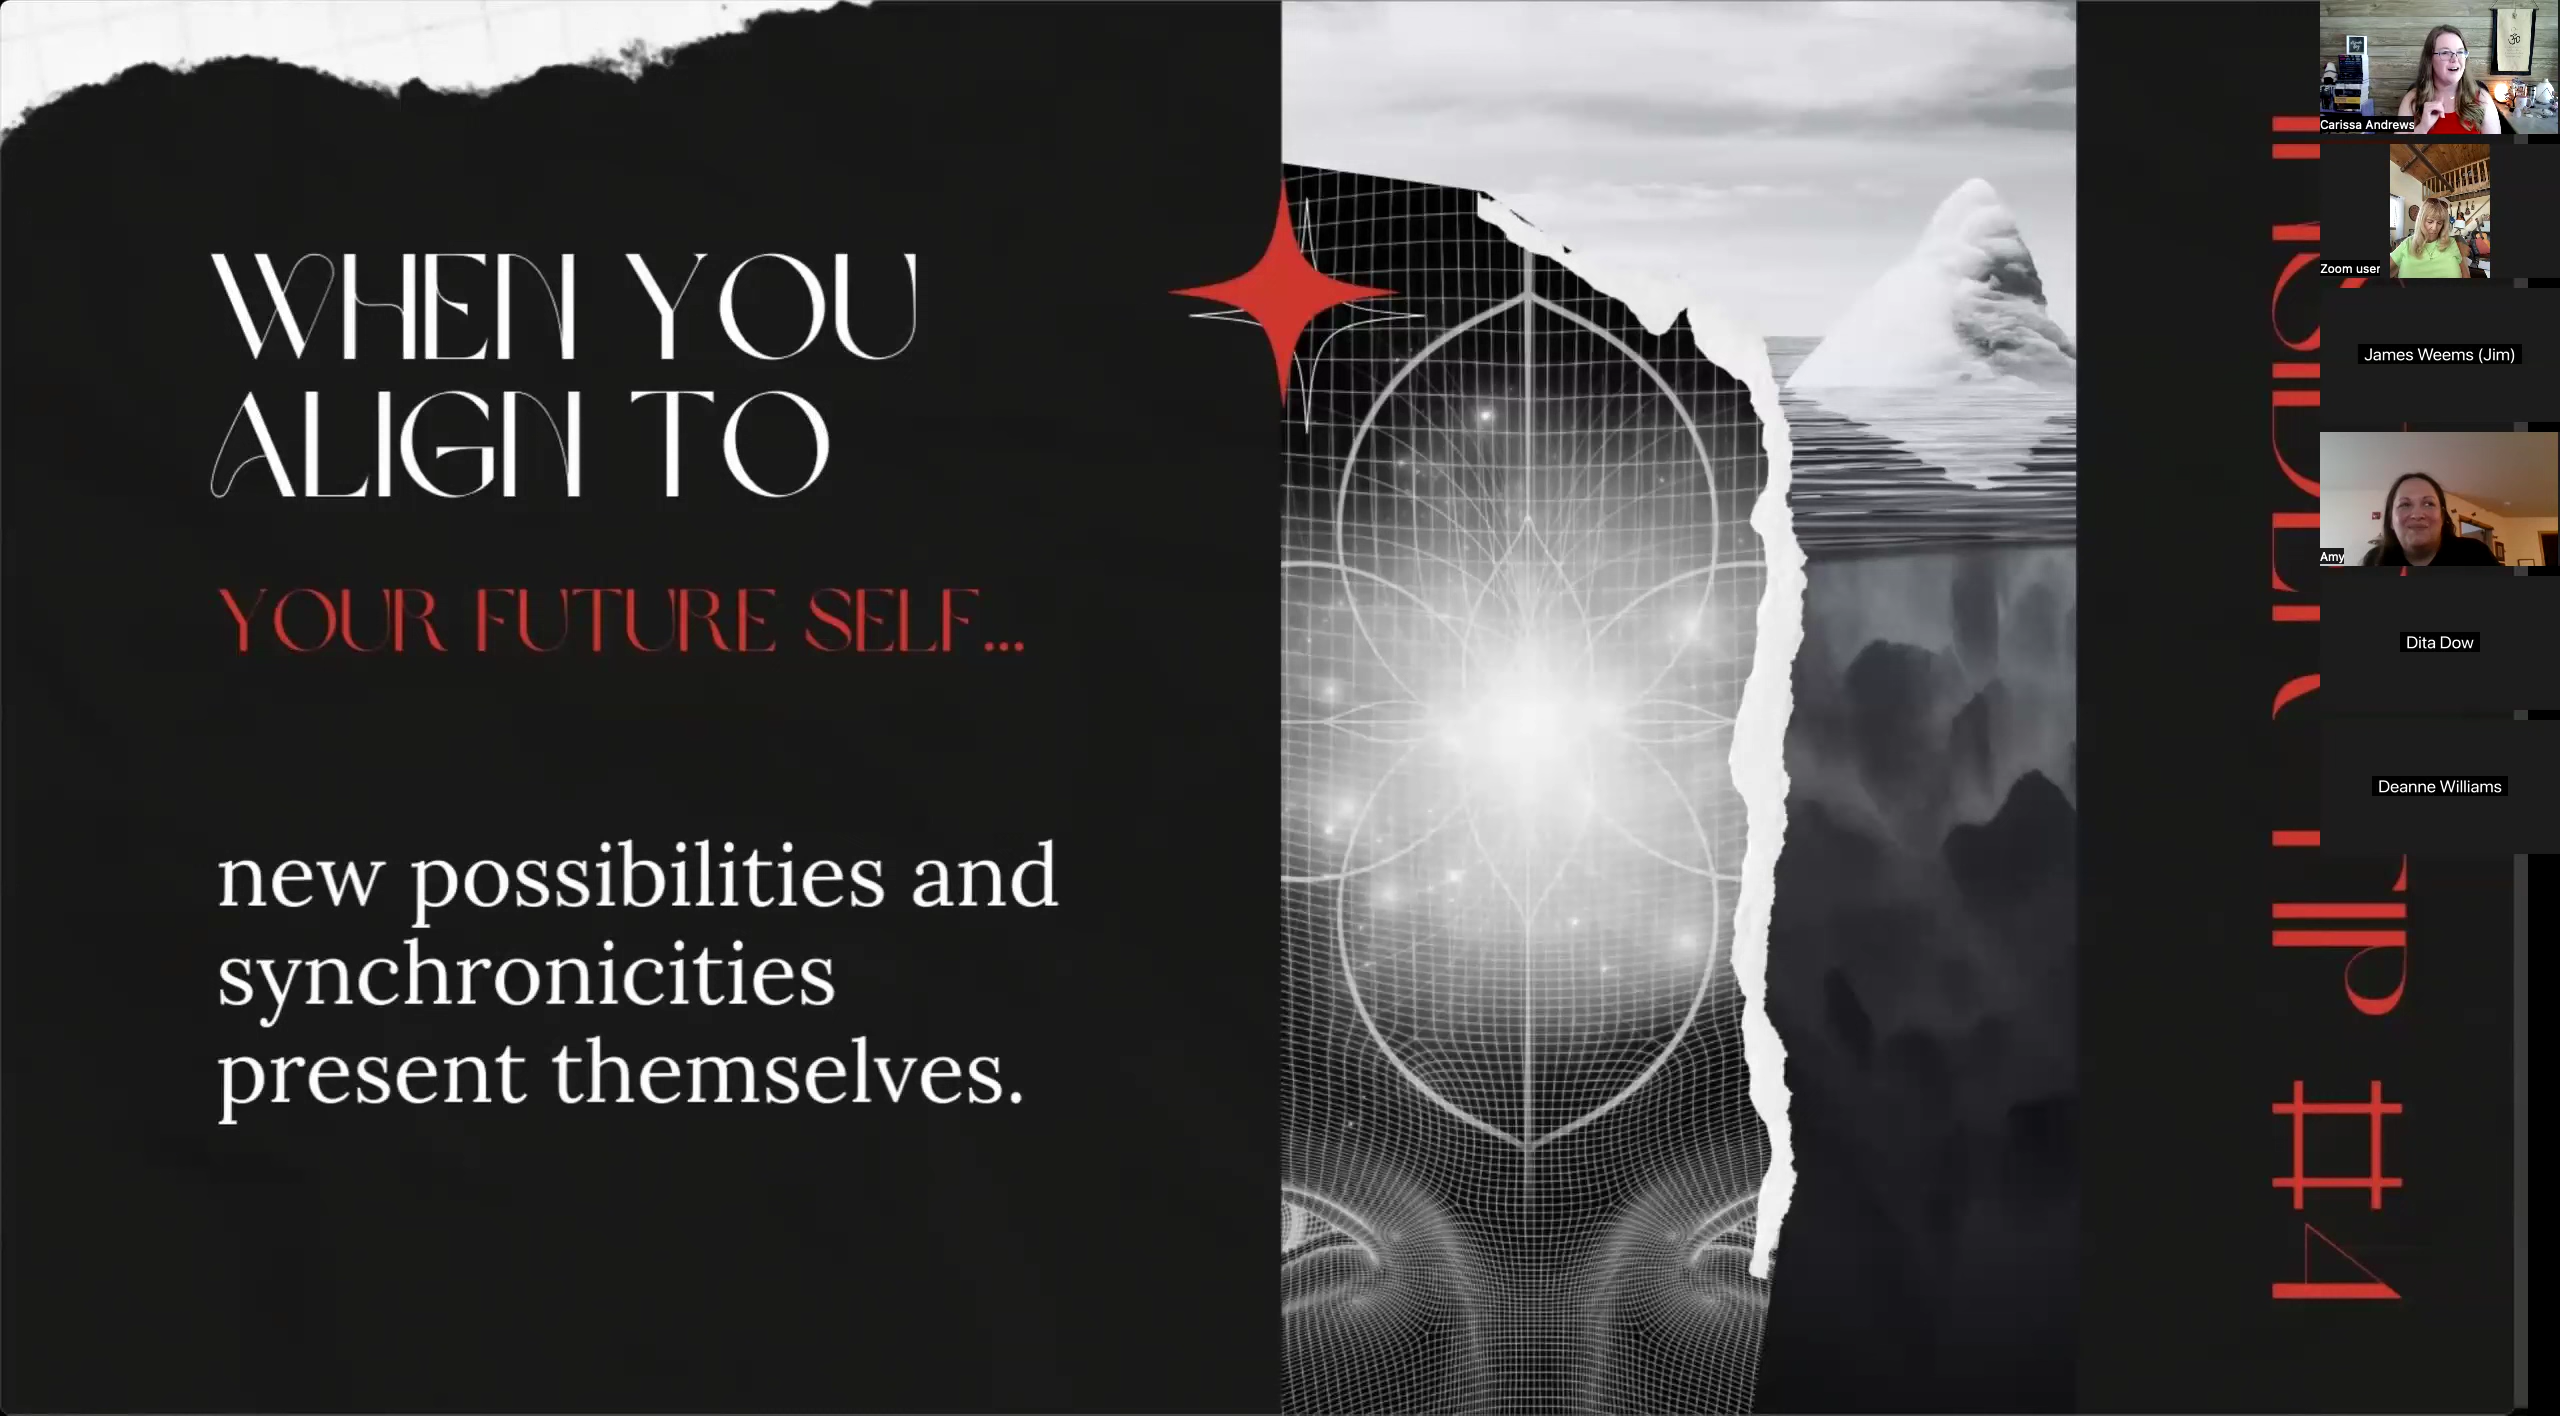 WHEN YOU
ALIGN TO
YOUR FUTURE SELF...
new possibilities and
synchronicities
present themselves.
TIP #4
Carissa Andrews
Zoom user
James Weems (Jim)
Amy
Dita Dow
Deanne Williams